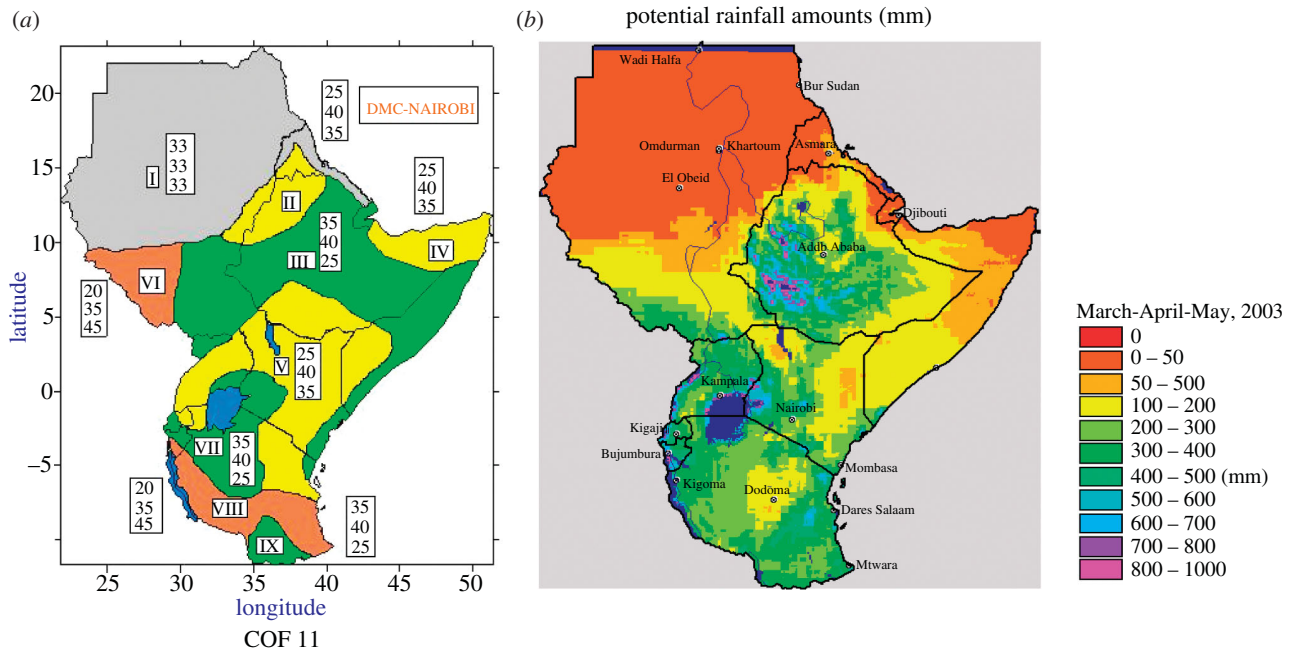 (a)
20
15
10
5
0
−5
latitude
25
30
35
40
45
50
longitude
COF 11
DMC-NAIROBI
25
40
35
I
33
33
33
II
25
40
35
III
35
40
25
IV
VI
20
35
45
V
25
40
35
VII
35
40
25
VIII
20
35
45
IX
35
40
25
(b)
potential rainfall amounts (mm)
Wadi Halfa
Bur Sudan
Omdurman
Khartoum
Asmara
El Obeid
Djibouti
Addb Ababa
Kampala
Nairobi
Kigaji
Bujumbura
Kigoma
Mombasa
Dodoma
Dares Salaam
Mtwara
March-April-May, 2003
0
0 – 50
50 – 500
100 – 200
200 – 300
300 – 400
400 – 500 (mm)
500 – 600
600 – 700
700 – 800
800 – 1000